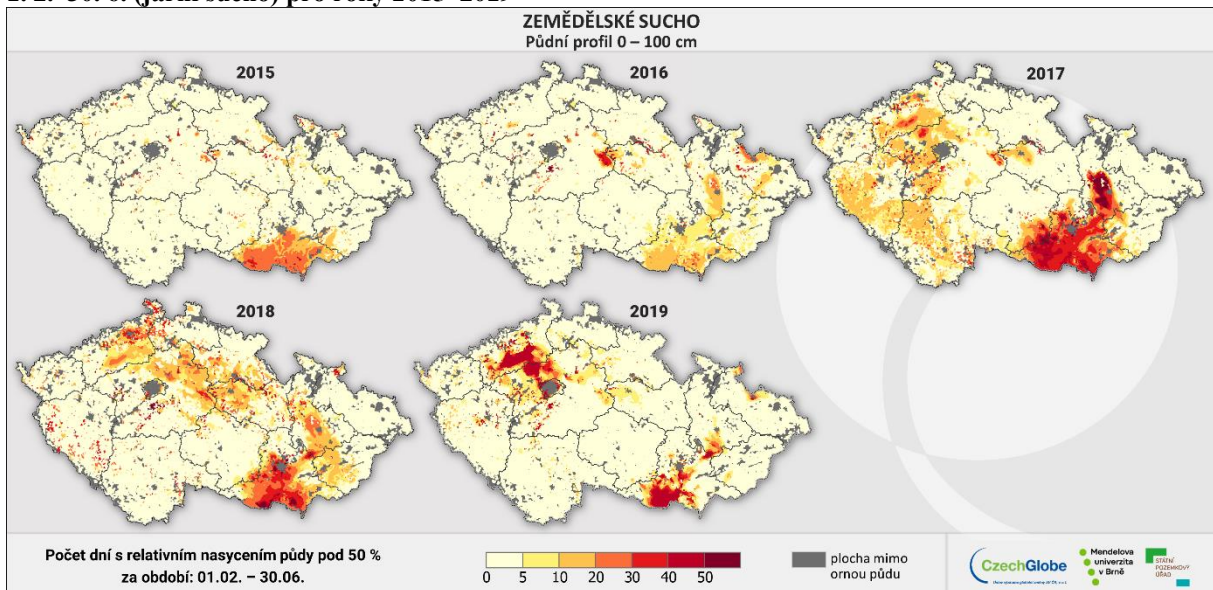 ZEMĚDĚLSKÉ SUCHO
Půdní profil 0 – 100 cm
2015
2016
2017
2018
2019
Počet dní s relativním nasycením půdy pod 50 %
za období: 01.02. – 30.06.
0 5 10 20 30 40 50
plocha mimo
ornou půdu
CzechGlobe
Mendelova
univerzita
v Brně
STÁTNÍ
POZEMKOVÝ
ÚŘAD